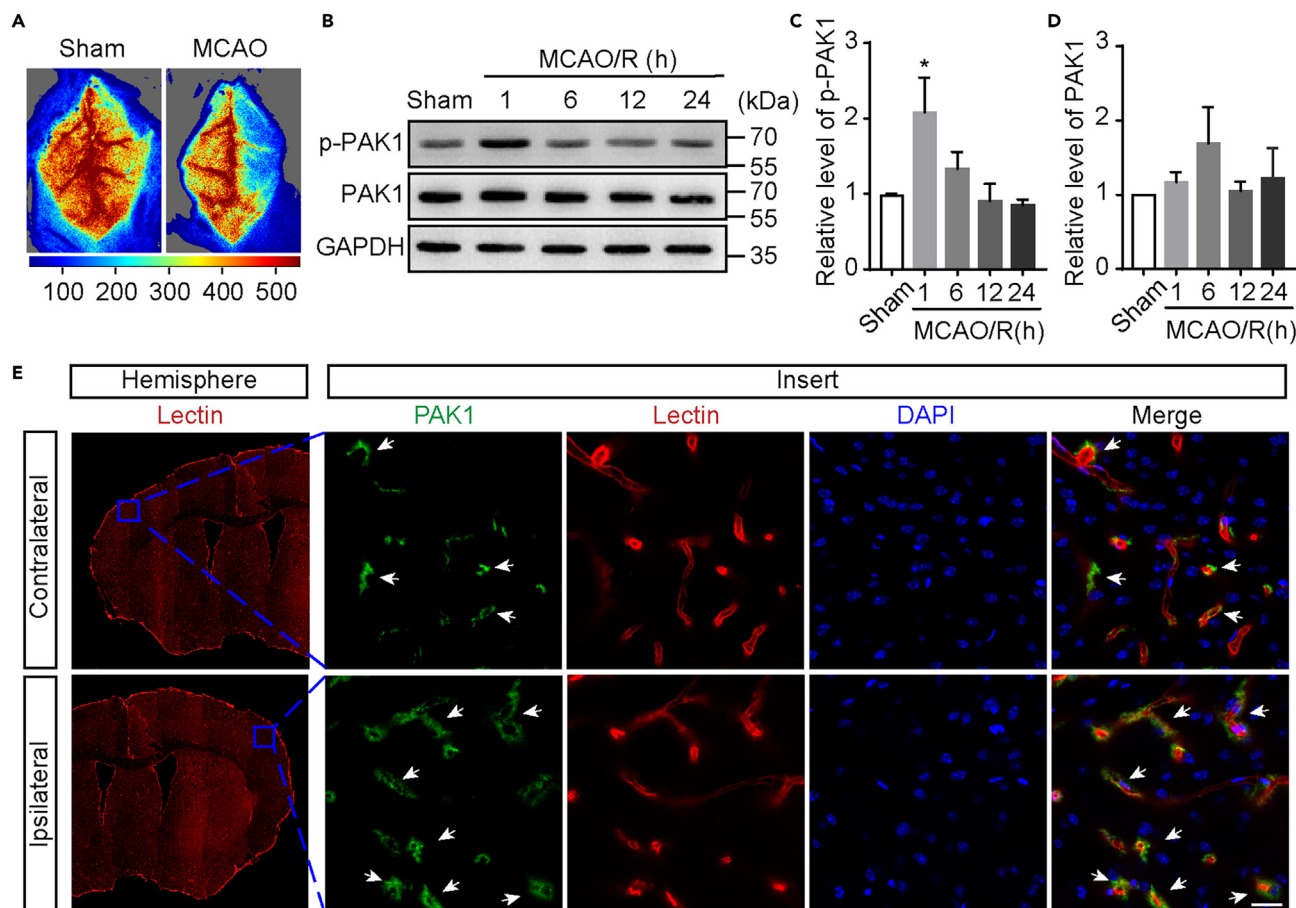 A
Sham MCAO
100 200 300 400 500
B
MCAO/R (h)
Sham 1 6 12 24 (kDa)
p-PAK1 70
55
PAK1 70
55
GAPDH 35
C
Relative level of p-PAK1
3
2
1
0
*
Sham 1 6 12 24
MCAO/R(h)
D
Relative level of PAK1
3
2
1
0
Sham 1 6 12 24
MCAO/R(h)
E
Hemisphere Insert
Lectin PAK1 Lectin DAPI Merge
Contralateral
Ipsilateral